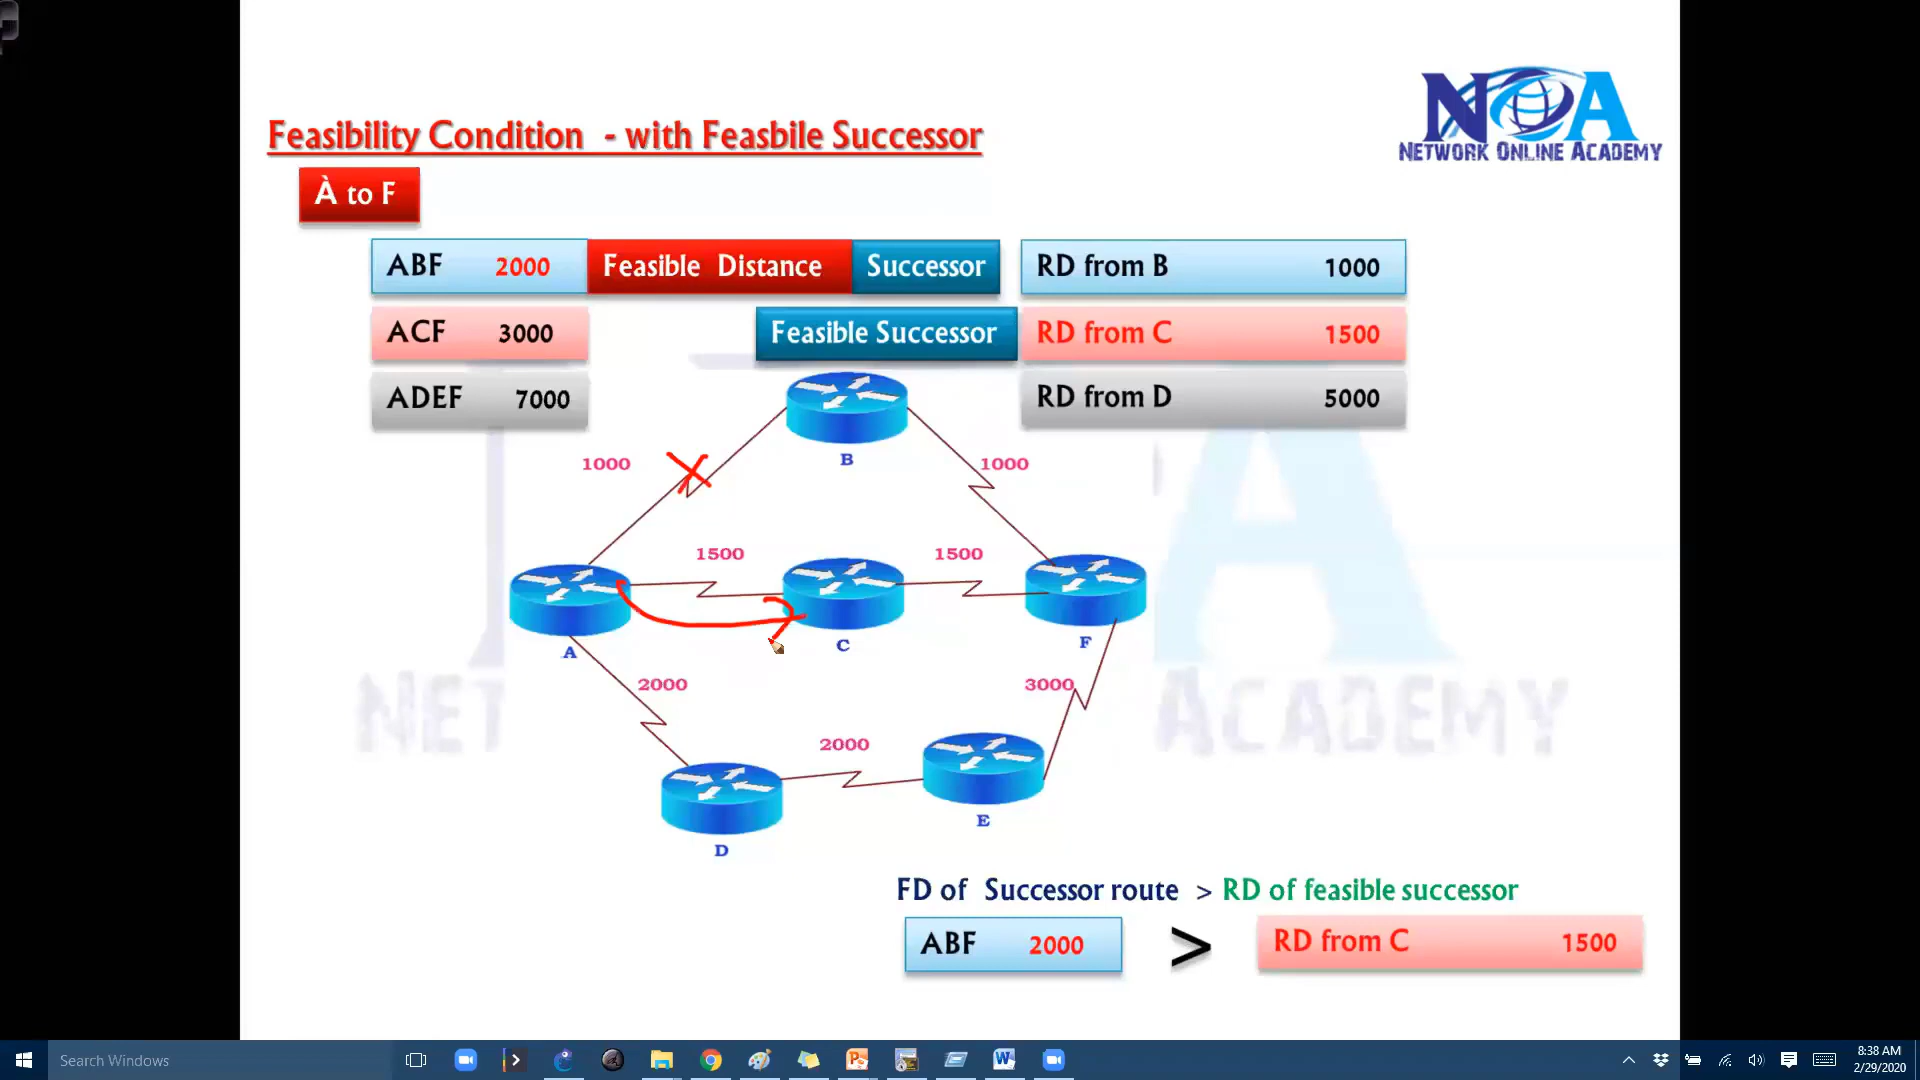 NOA
NETWORK ONLINE ACADEMY
Feasibility Condition - with Feasbile Successor
À to F
ABF 2000 Feasible Distance Successor RD from B 1000
ACF 3000 Feasible Successor RD from C 1500
ADEF 7000 RD from D 5000
B
1000 1000
1500 1500
A C F
2000 3000
2000
D E
FD of Successor route > RD of feasible successor
ABF 2000 > RD from C 1500
NET ACADEMY
Search Windows
8:38 AM
2/29/2020